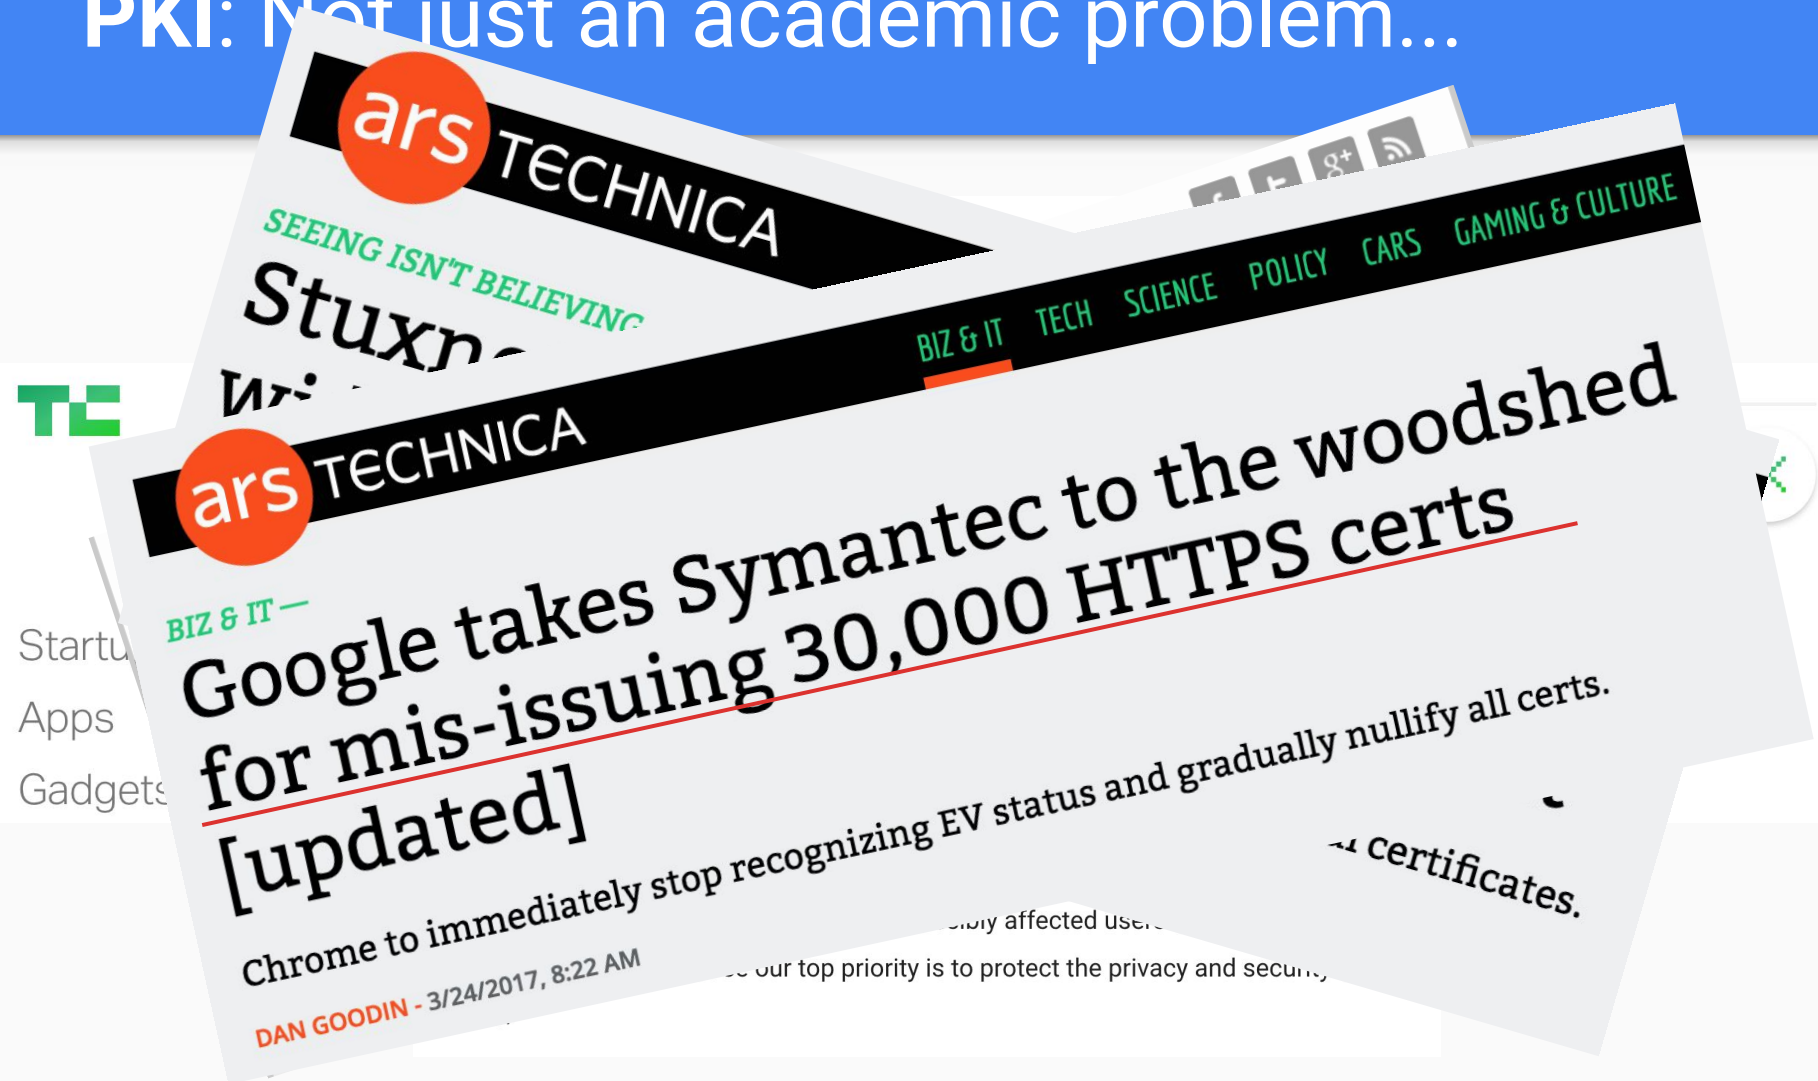 PKI: Not just an academic problem...
ars TECHNICA
SEEING ISN'T BELIEVING
g+
BIZ & IT TECH SCIENCE POLICY CARS GAMING & CULTURE
TC
ars TECHNICA
BIZ & IT —
Google takes Symantec to the woodshed
for mis-issuing 30,000 HTTPS certs
[updated]
Chrome to immediately stop recognizing EV status and gradually nullify all certs.
DAN GOODIN - 3/24/2017, 8:22 AM
Apps
Gadgets
certificates.
affected
our top priority is to protect the privacy and security